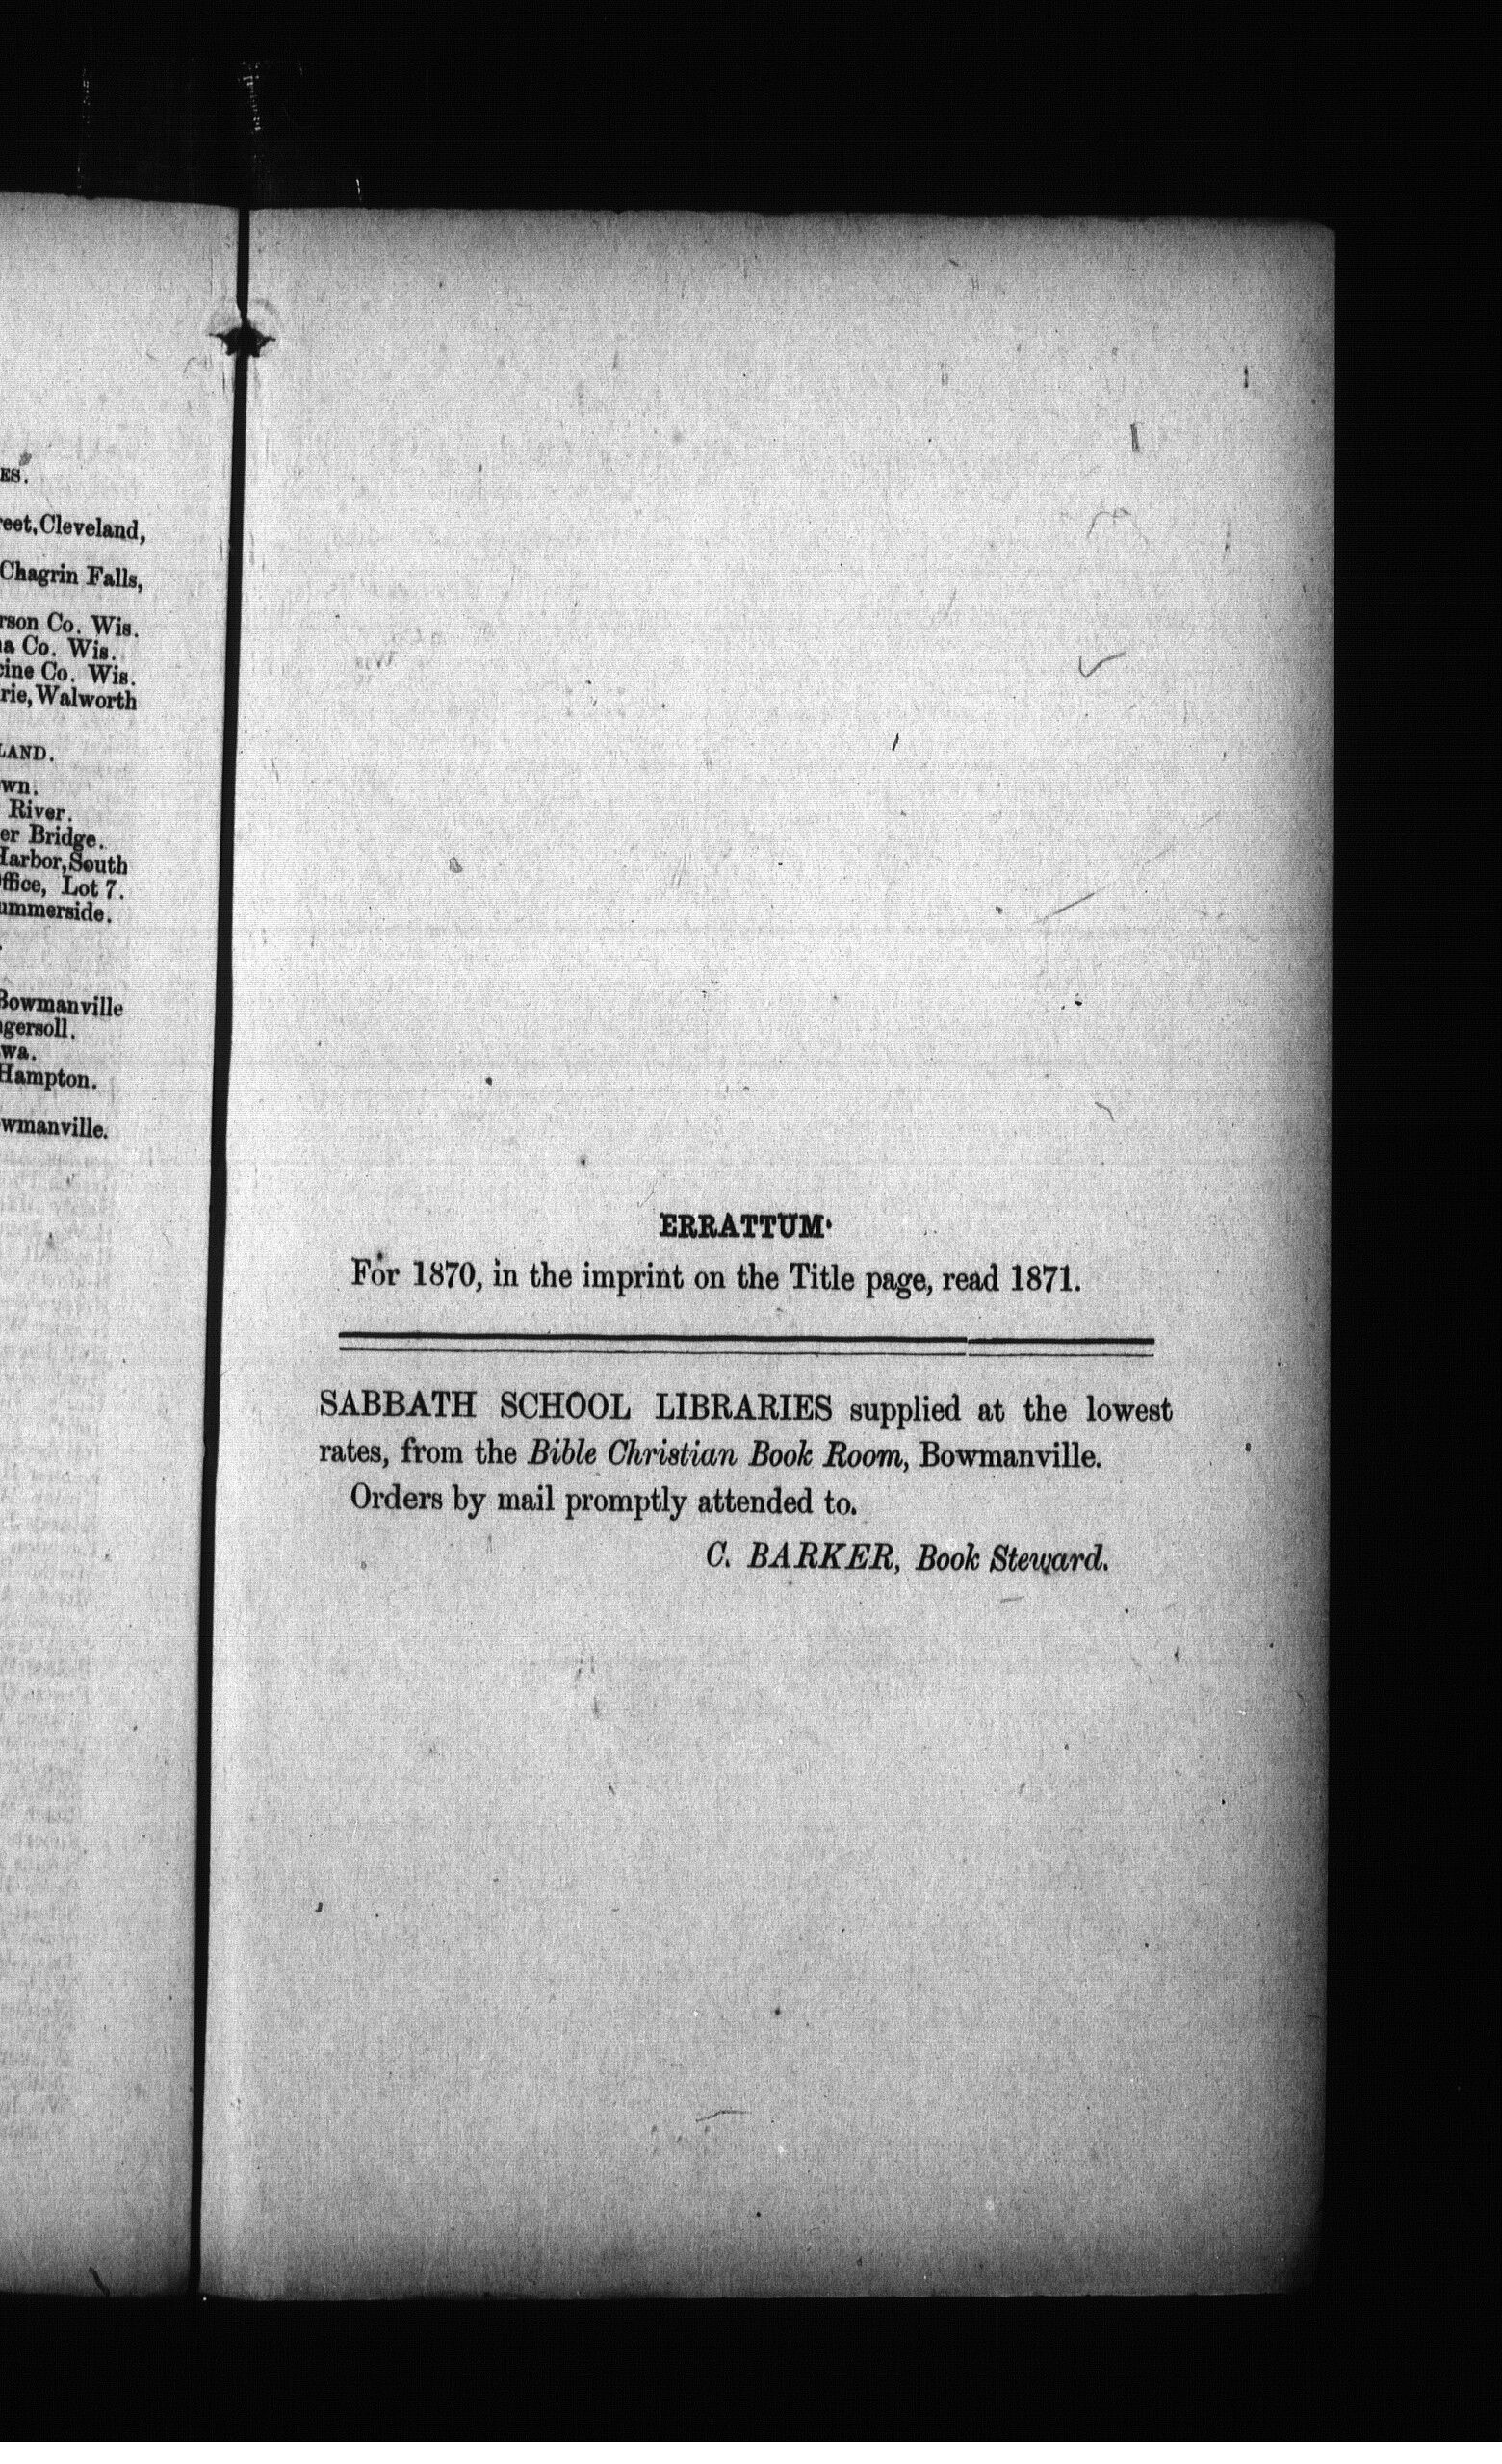 ES.
reet, Cleveland,
Chagrin Falls,
rson Co. Wis.
a Co. Wis.
cine Co. Wis.
rie, Walworth
LAND.
wn.
River.
er Bridge.
Harbor, South
ffice, Lot 7.
ummerside.
Bowmanville
gersoll.
wa.
Hampton.
wmanville.
ERRATTUM·
For 1870, in the imprint on the Title page, read 1871.
SABBATH SCHOOL LIBRARIES supplied at the lowest
rates, from the Bible Christian Book Room, Bowmanville.
Orders by mail promptly attended to.
C. BARKER, Book Steward.